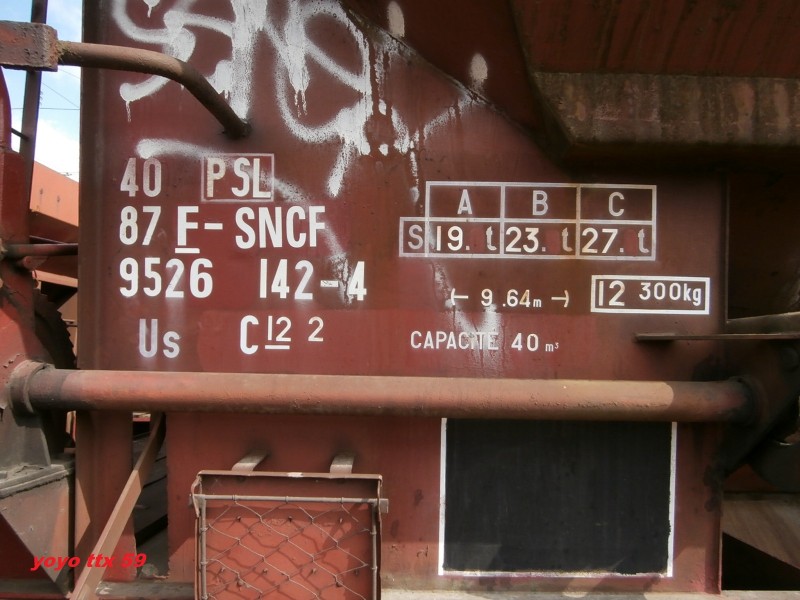 40 PSL
87 F-SNCF
9526 142-4
Us C 12 2
A B C
S 19. t 23. t 27. t
9.64m
12 300kg
CAPACITE 40 m³
yoyo ttx 59